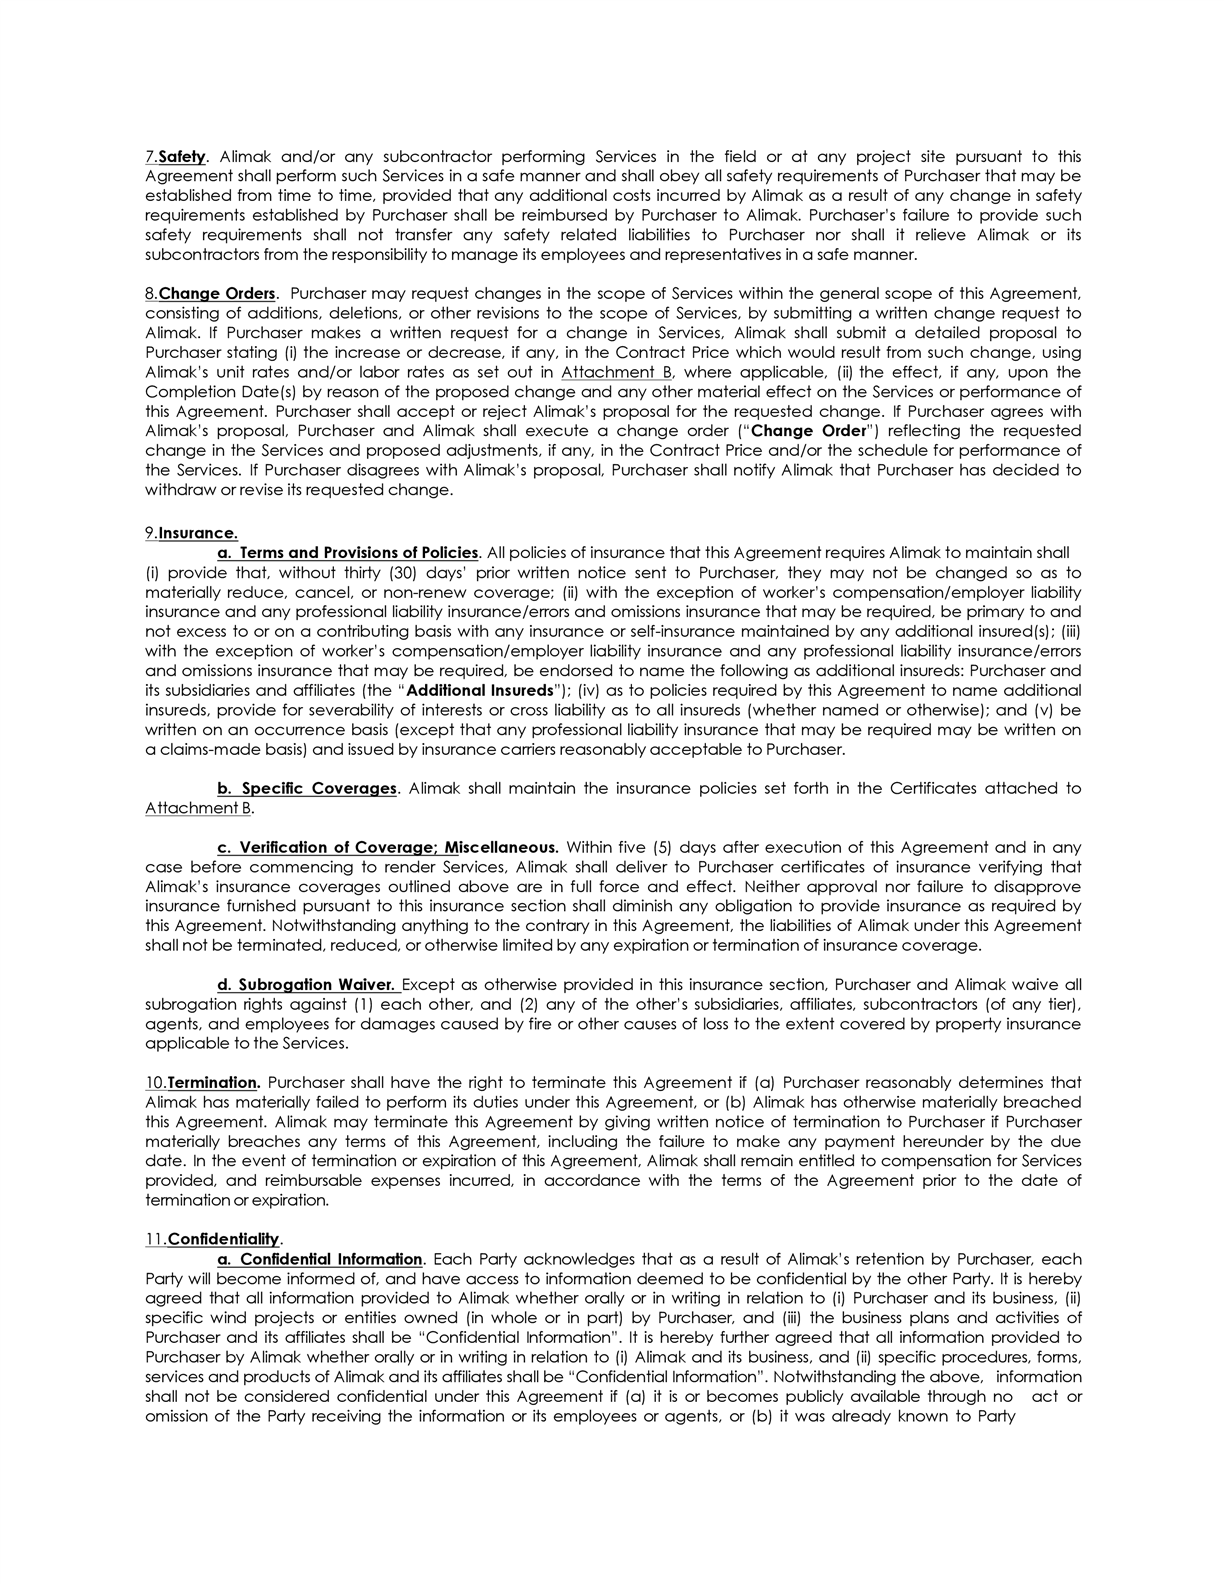 7.Safety. Alimak and/or any subcontractor performing Services in the field or at any project site pursuant to this
Agreement shall perform such Services in a safe manner and shall obey all safety requirements of Purchaser that may be
established from time to time, provided that any additional costs incurred by Alimak as a result of any change in safety
requirements established by Purchaser shall be reimbursed by Purchaser to Alimak. Purchaser's failure to provide such
safety requirements shall not transfer any safety related liabilities to Purchaser nor shall it relieve Alimak or its
subcontractors from the responsibility to manage its employees and representatives in a safe manner.
8.Change Orders. Purchaser may request changes in the scope of Services within the general scope of this Agreement,
consisting of additions, deletions, or other revisions to the scope of Services, by submitting a written change request to
Alimak. If Purchaser makes a written request for a change in Services, Alimak shall submit a detailed proposal to
Purchaser stating (i) the increase or decrease, if any, in the Contract Price which would result from such change, using
Alimak's unit rates and/or labor rates as set out in Attachment B, where applicable, (ii) the effect, if any, upon the
Completion Date(s) by reason of the proposed change and any other material effect on the Services or performance of
this Agreement. Purchaser shall accept or reject Alimak's proposal for the requested change. If Purchaser agrees with
Alimak's proposal, Purchaser and Alimak shall execute a change order (“Change Order”) reflecting the requested
change in the Services and proposed adjustments, if any, in the Contract Price and/or the schedule for performance of
the Services. If Purchaser disagrees with Alimak's proposal, Purchaser shall notify Alimak that Purchaser has decided to
withdraw or revise its requested change.
9.Insurance.
a. Terms and Provisions of Policies. All policies of insurance that this Agreement requires Alimak to maintain shall
(i) provide that, without thirty (30) days' prior written notice sent to Purchaser, they may not be changed so as to
materially reduce, cancel, or non-renew coverage; (ii) with the exception of worker's compensation/employer liability
insurance and any professional liability insurance/errors and omissions insurance that may be required, be primary to and
not excess to or on a contributing basis with any insurance or self-insurance maintained by any additional insured(s); (iii)
with the exception of worker's compensation/employer liability insurance and any professional liability insurance/errors
and omissions insurance that may be required, be endorsed to name the following as additional insureds: Purchaser and
its subsidiaries and affiliates (the “Additional Insureds”); (iv) as to policies required by this Agreement to name additional
insureds, provide for severability of interests or cross liability as to all insureds (whether named or otherwise); and (v) be
written on an occurrence basis (except that any professional liability insurance that may be required may be written on
a claims-made basis) and issued by insurance carriers reasonably acceptable to Purchaser.
b. Specific Coverages. Alimak shall maintain the insurance policies set forth in the Certificates attached to
Attachment B.
c. Verification of Coverage; Miscellaneous. Within five (5) days after execution of this Agreement and in any
case before commencing to render Services, Alimak shall deliver to Purchaser certificates of insurance verifying that
Alimak's insurance coverages outlined above are in full force and effect. Neither approval nor failure to disapprove
insurance furnished pursuant to this insurance section shall diminish any obligation to provide insurance as required by
this Agreement. Notwithstanding anything to the contrary in this Agreement, the liabilities of Alimak under this Agreement
shall not be terminated, reduced, or otherwise limited by any expiration or termination of insurance coverage.
d. Subrogation Waiver. Except as otherwise provided in this insurance section, Purchaser and Alimak waive all
subrogation rights against (1) each other, and (2) any of the other's subsidiaries, affiliates, subcontractors (of any tier),
agents, and employees for damages caused by fire or other causes of loss to the extent covered by property insurance
applicable to the Services.
10.Termination. Purchaser shall have the right to terminate this Agreement if (a) Purchaser reasonably determines that
Alimak has materially failed to perform its duties under this Agreement, or (b) Alimak has otherwise materially breached
this Agreement. Alimak may terminate this Agreement by giving written notice of termination to Purchaser if Purchaser
materially breaches any terms of this Agreement, including the failure to make any payment hereunder by the due
date. In the event of termination or expiration of this Agreement, Alimak shall remain entitled to compensation for Services
provided, and reimbursable expenses incurred, in accordance with the terms of the Agreement prior to the date of
termination or expiration.
11.Confidentiality.
a. Confidential Information. Each Party acknowledges that as a result of Alimak's retention by Purchaser, each
Party will become informed of, and have access to information deemed to be confidential by the other Party. It is hereby
agreed that all information provided to Alimak whether orally or in writing in relation to (i) Purchaser and its business, (ii)
specific wind projects or entities owned (in whole or in part) by Purchaser, and (iii) the business plans and activities of
Purchaser and its affiliates shall be “Confidential Information”. It is hereby further agreed that all information provided to
Purchaser by Alimak whether orally or in writing in relation to (i) Alimak and its business, and (ii) specific procedures, forms,
services and products of Alimak and its affiliates shall be “Confidential Information”. Notwithstanding the above, information
shall not be considered confidential under this Agreement if (a) it is or becomes publicly available through no act or
omission of the Party receiving the information or its employees or agents, or (b) it was already known to Party